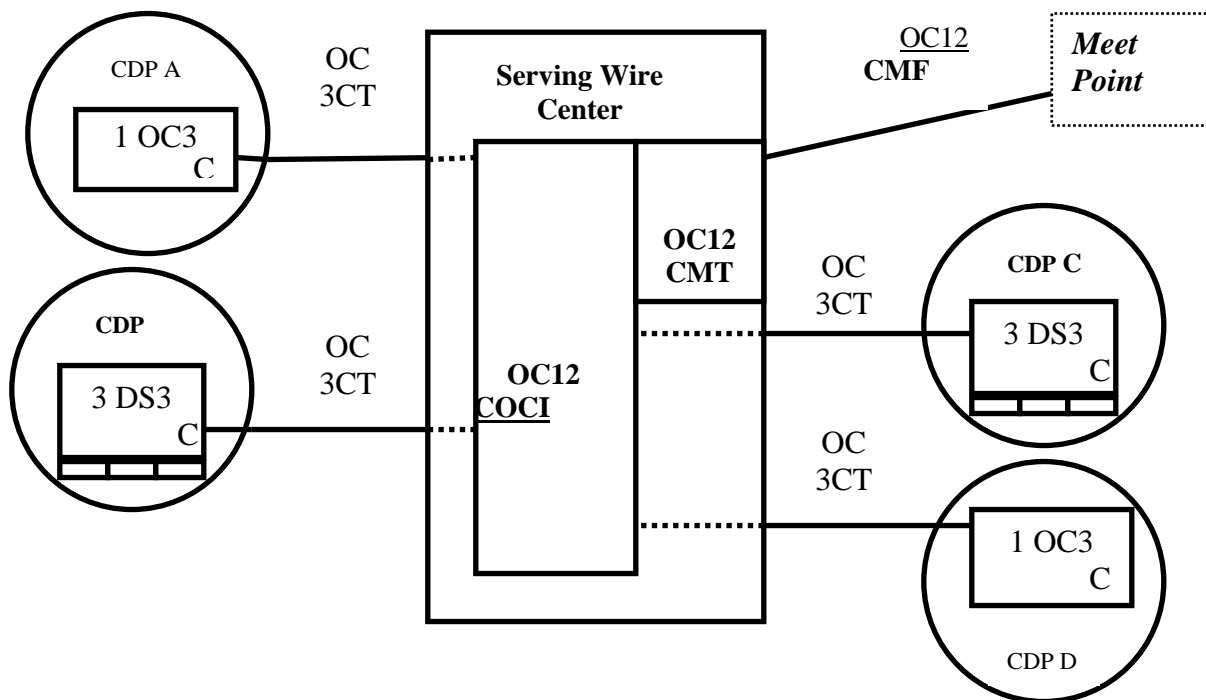 CDP A
1 OC3
C
OC
3CT
Serving Wire
Center
OC12
CMF
Meet
Point
CDP
3 DS3
C
OC
3CT
OC12
COCI
OC12
CMT
OC
3CT
CDP C
3 DS3
C
OC
3CT
1 OC3
C
CDP D